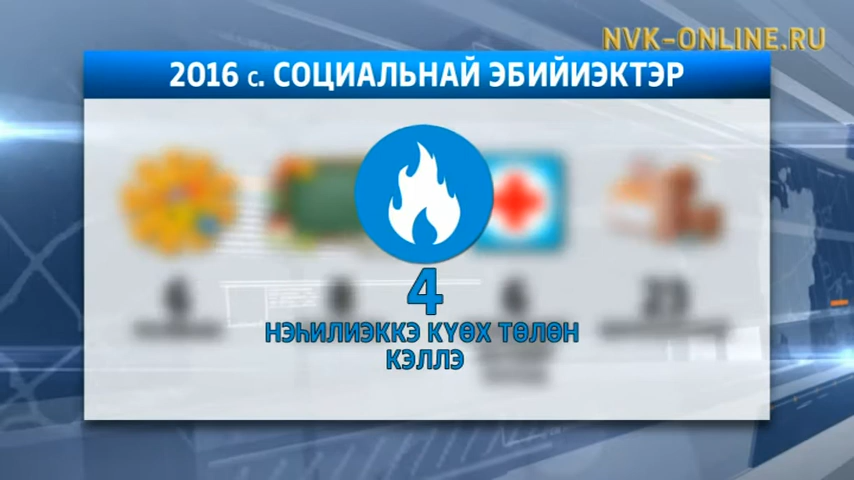 NVK-ONLINE.RU
2016 с. СОЦИАЛЬНАЙ ЭБИЙИЭКТЭР
4
НЭҺИЛИЭККЭ КҮӨХ ТӨЛӨН
КЭЛЛЭ